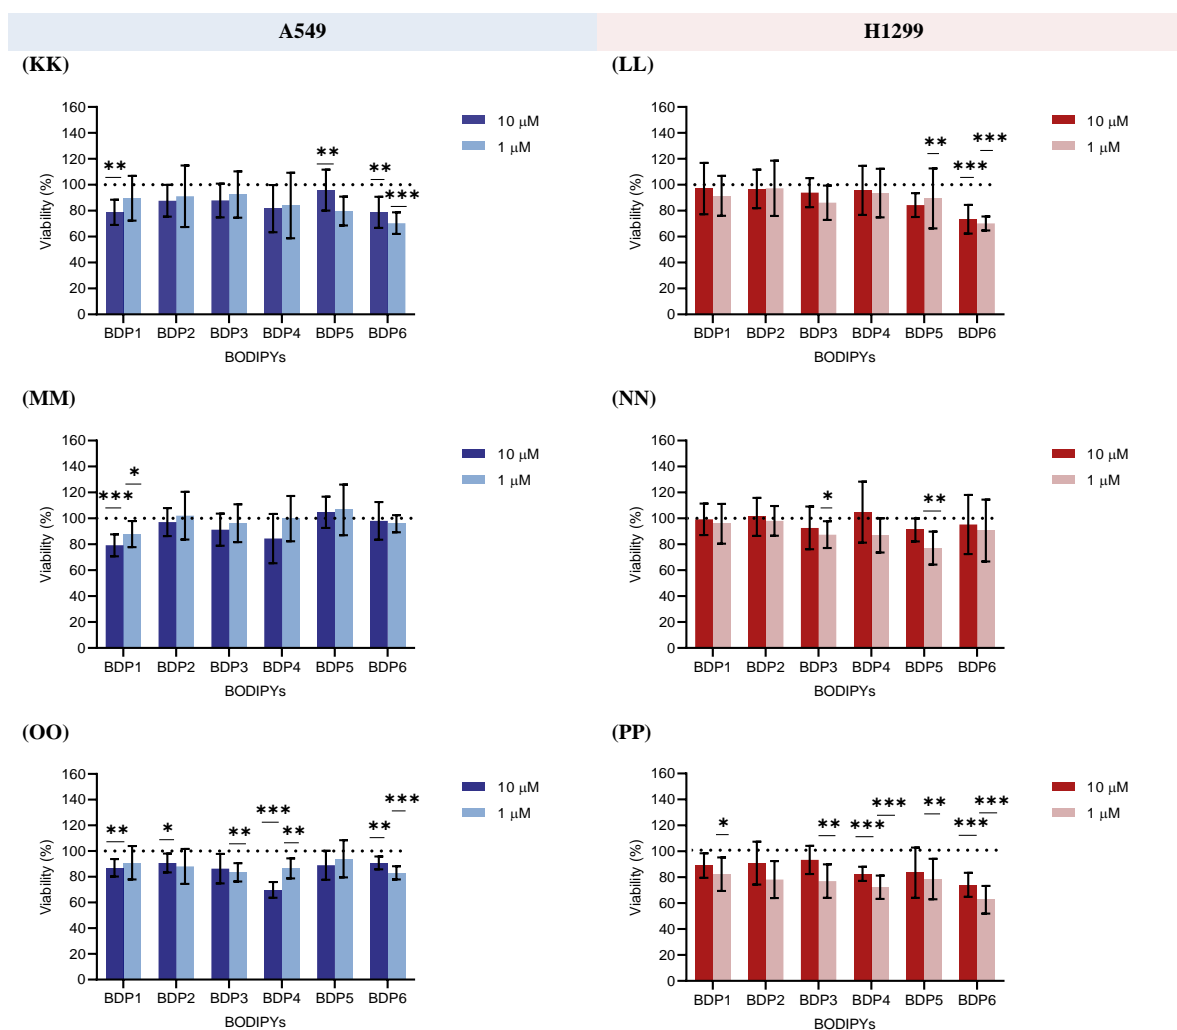 A549
H1299
(KK)
(LL)
160
140
120
100
80
60
40
20
0
Viability (%)
** ** ** ***
10 μM
1 μM
BDP1 BDP2 BDP3 BDP4 BDP5 BDP6
BODIPYs
160
140
120
100
80
60
40
20
0
Viability (%)
** *** ***
10 μM
1 μM
BDP1 BDP2 BDP3 BDP4 BDP5 BDP6
BODIPYs
(MM)
(NN)
160
140
120
100
80
60
40
20
0
Viability (%)
*** *
10 μM
1 μM
BDP1 BDP2 BDP3 BDP4 BDP5 BDP6
BODIPYs
160
140
120
100
80
60
40
20
0
Viability (%)
* **
10 μM
1 μM
BDP1 BDP2 BDP3 BDP4 BDP5 BDP6
BODIPYs
(OO)
(PP)
160
140
120
100
80
60
40
20
0
Viability (%)
** * ** *** ** ** ***
10 μM
1 μM
BDP1 BDP2 BDP3 BDP4 BDP5 BDP6
BODIPYs
160
140
120
100
80
60
40
20
0
Viability (%)
* ** *** *** ** *** ***
10 μM
1 μM
BDP1 BDP2 BDP3 BDP4 BDP5 BDP6
BODIPYs